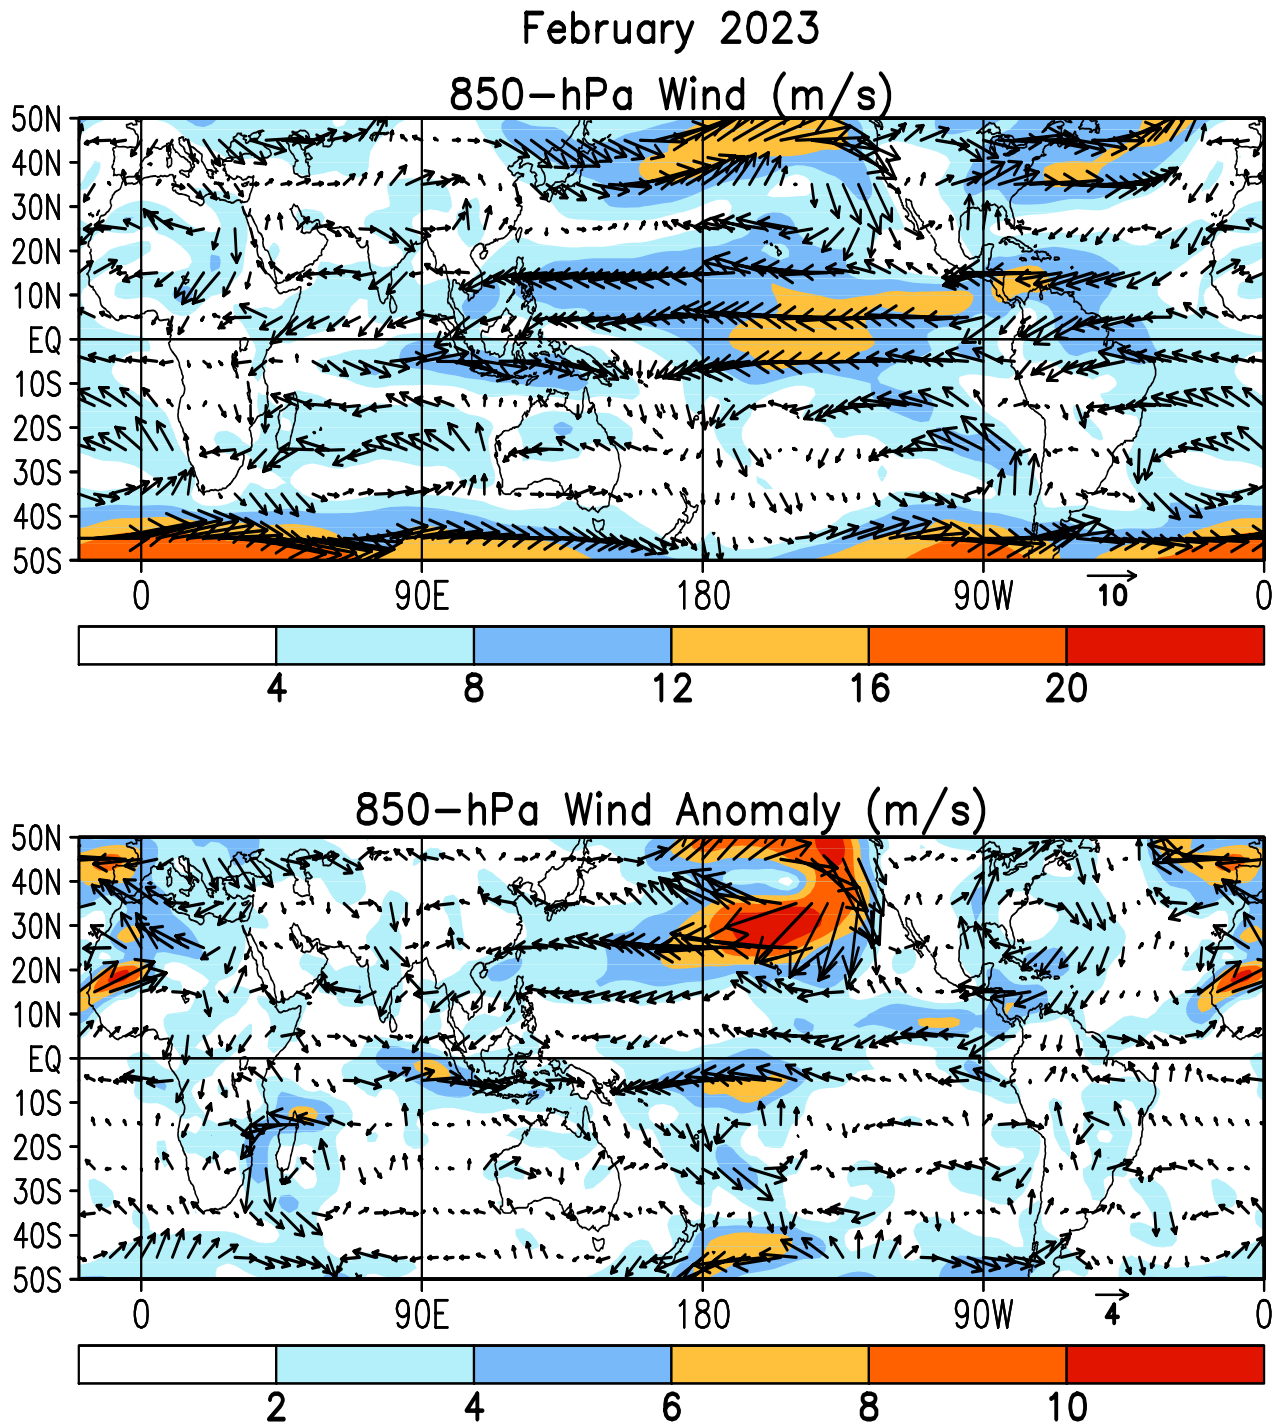 February 2023
850-hPa Wind (m/s)
50N
40N
30N
20N
10N
EQ
10S
20S
30S
40S
50S
0 90E 180 90W 0
10
4 8 12 16 20
850-hPa Wind Anomaly (m/s)
50N
40N
30N
20N
10N
EQ
10S
20S
30S
40S
50S
0 90E 180 90W 0
4
2 4 6 8 10